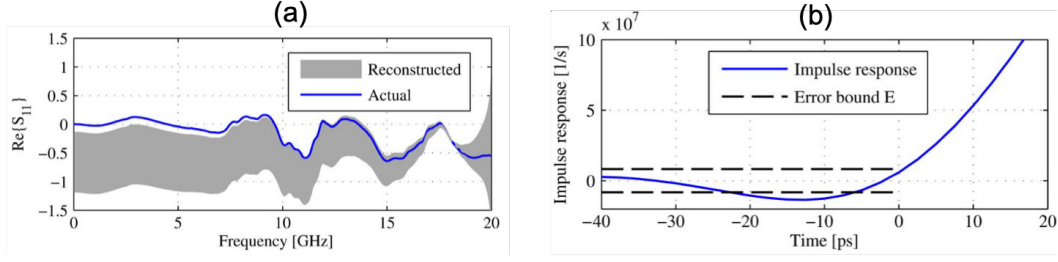 (a)
1.5
1
0.5
0
−0.5
−1
−1.5
Re{S11}
Reconstructed
Actual
0 5 10 15 20
Frequency [GHz]
(b)
x 10^7
10
5
0
Impulse response [1/s]
Impulse response
Error bound E
−40 −30 −20 −10 0 10 20
Time [ps]